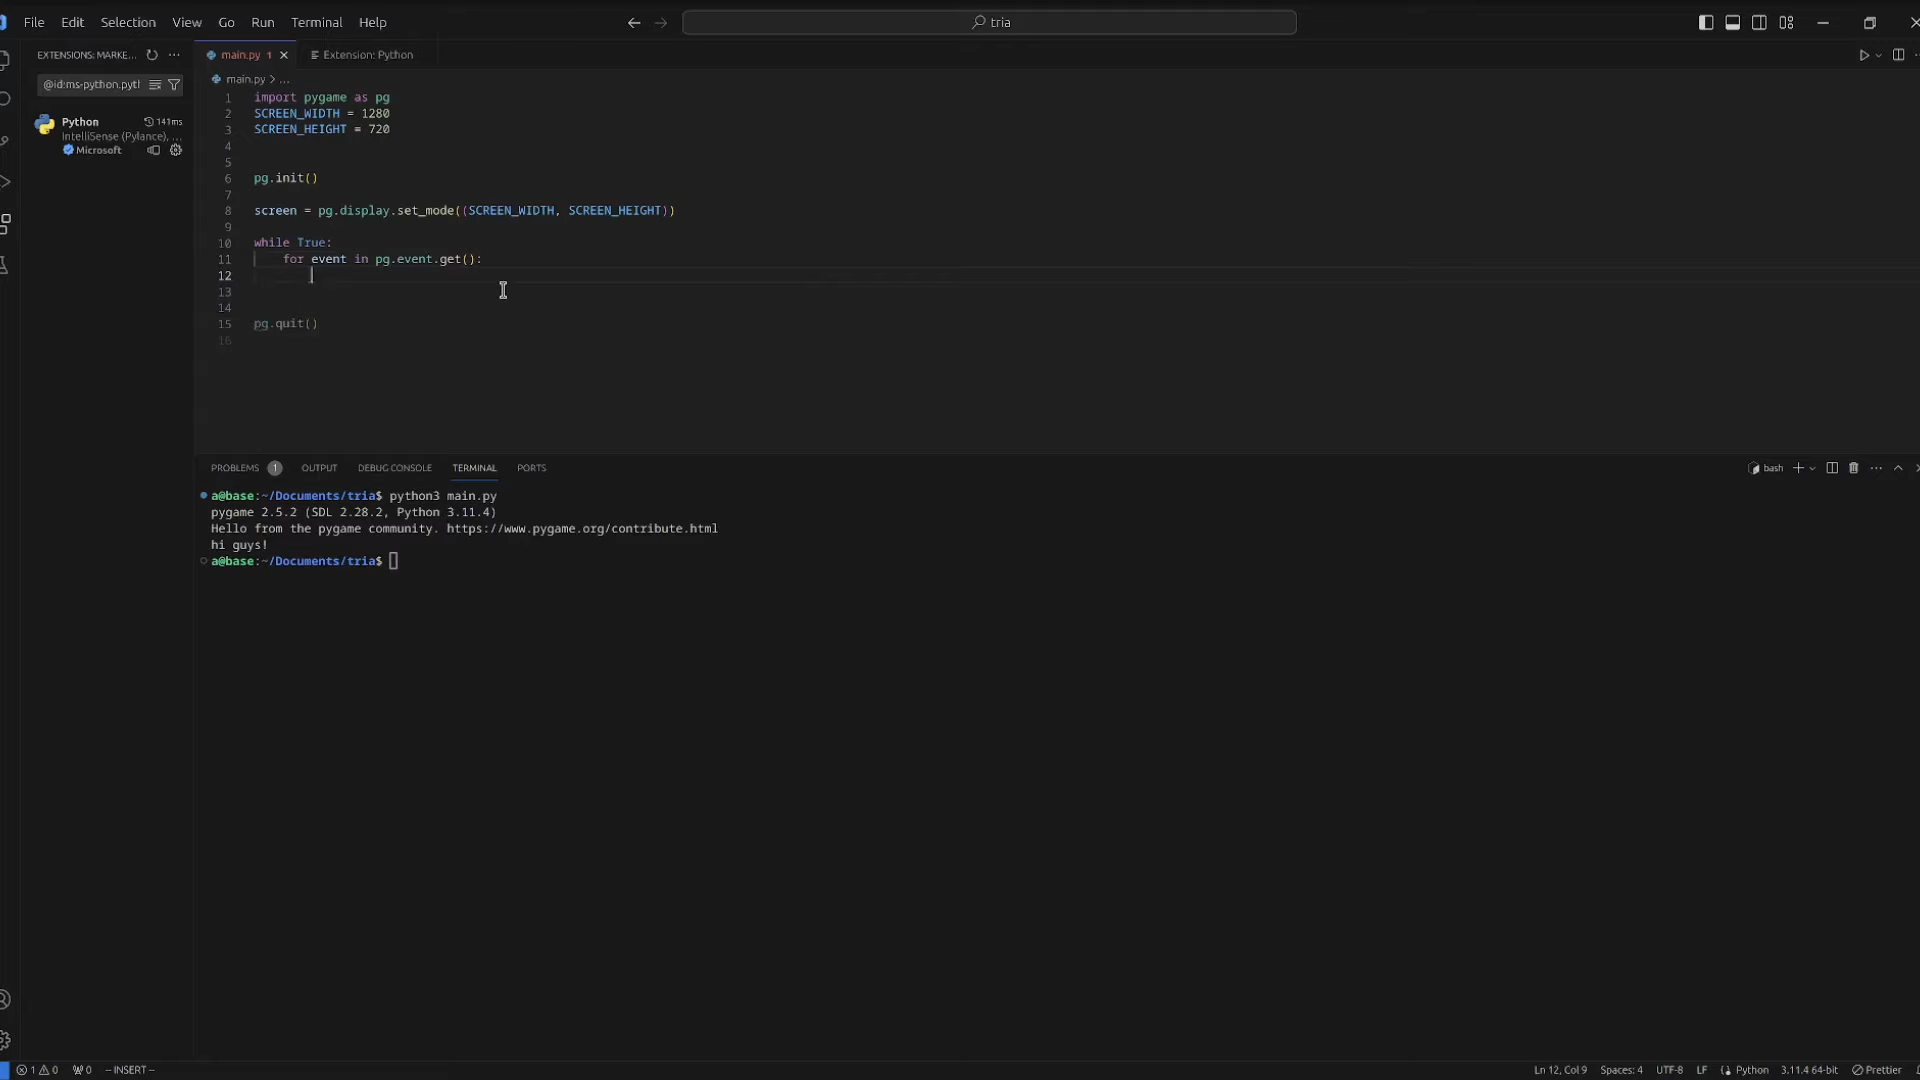 File Edit Selection View Go Run Terminal Help
tria
EXTENSIONS: MARKE...
main.py 1
Extension: Python
@id:ms-python.pyt
main.py > ...
Python 141ms
IntelliSense (Pylance), ...
Microsoft
1 import pygame as pg
2 SCREEN_WIDTH = 1280
3 SCREEN_HEIGHT = 720
4
5
6 pg.init()
7
8 screen = pg.display.set_mode((SCREEN_WIDTH, SCREEN_HEIGHT))
9
10 while True:
11 for event in pg.event.get():
12
13
14
15 pg.quit()
16
PROBLEMS 1 OUTPUT DEBUG CONSOLE TERMINAL PORTS
bash
a@base:~/Documents/tria$ python3 main.py
pygame 2.5.2 (SDL 2.28.2, Python 3.11.4)
Hello from the pygame community. https://www.pygame.org/contribute.html
hi guys!
a@base:~/Documents/tria$
1 0 0 -- INSERT --
Ln 12, Col 9 Spaces: 4 UTF-8 LF Python 3.11.4 64-bit Prettier